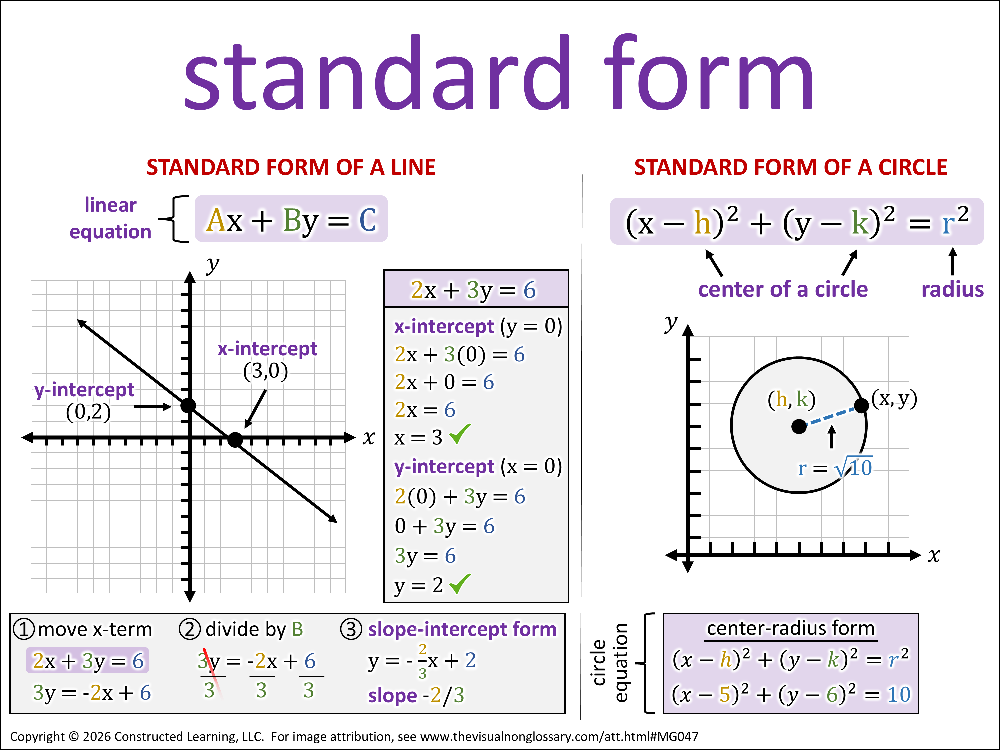 standard form
STANDARD FORM OF A LINE
linear
equation
Ax + By = C
y
x
x-intercept
(3,0)
y-intercept
(0,2)
2x + 3y = 6
x-intercept (y = 0)
2x + 3(0) = 6
2x + 0 = 6
2x = 6
x = 3 ✓
y-intercept (x = 0)
2(0) + 3y = 6
0 + 3y = 6
3y = 6
y = 2 ✓
① move x-term
2x + 3y = 6
3y = -2x + 6
② divide by B
3y = -2x + 6
3 3 3
③ slope-intercept form
y = - 2/3 x + 2
slope -2/3
STANDARD FORM OF A CIRCLE
(x − h)² + (y − k)² = r²
center of a circle
radius
y
(h, k)
(x, y)
r = √10
x
circle
equation
center-radius form
(x − h)² + (y − k)² = r²
(x − 5)² + (y − 6)² = 10
Copyright © 2026 Constructed Learning, LLC. For image attribution, see www.thevisualnonglossary.com/att.html#MG047